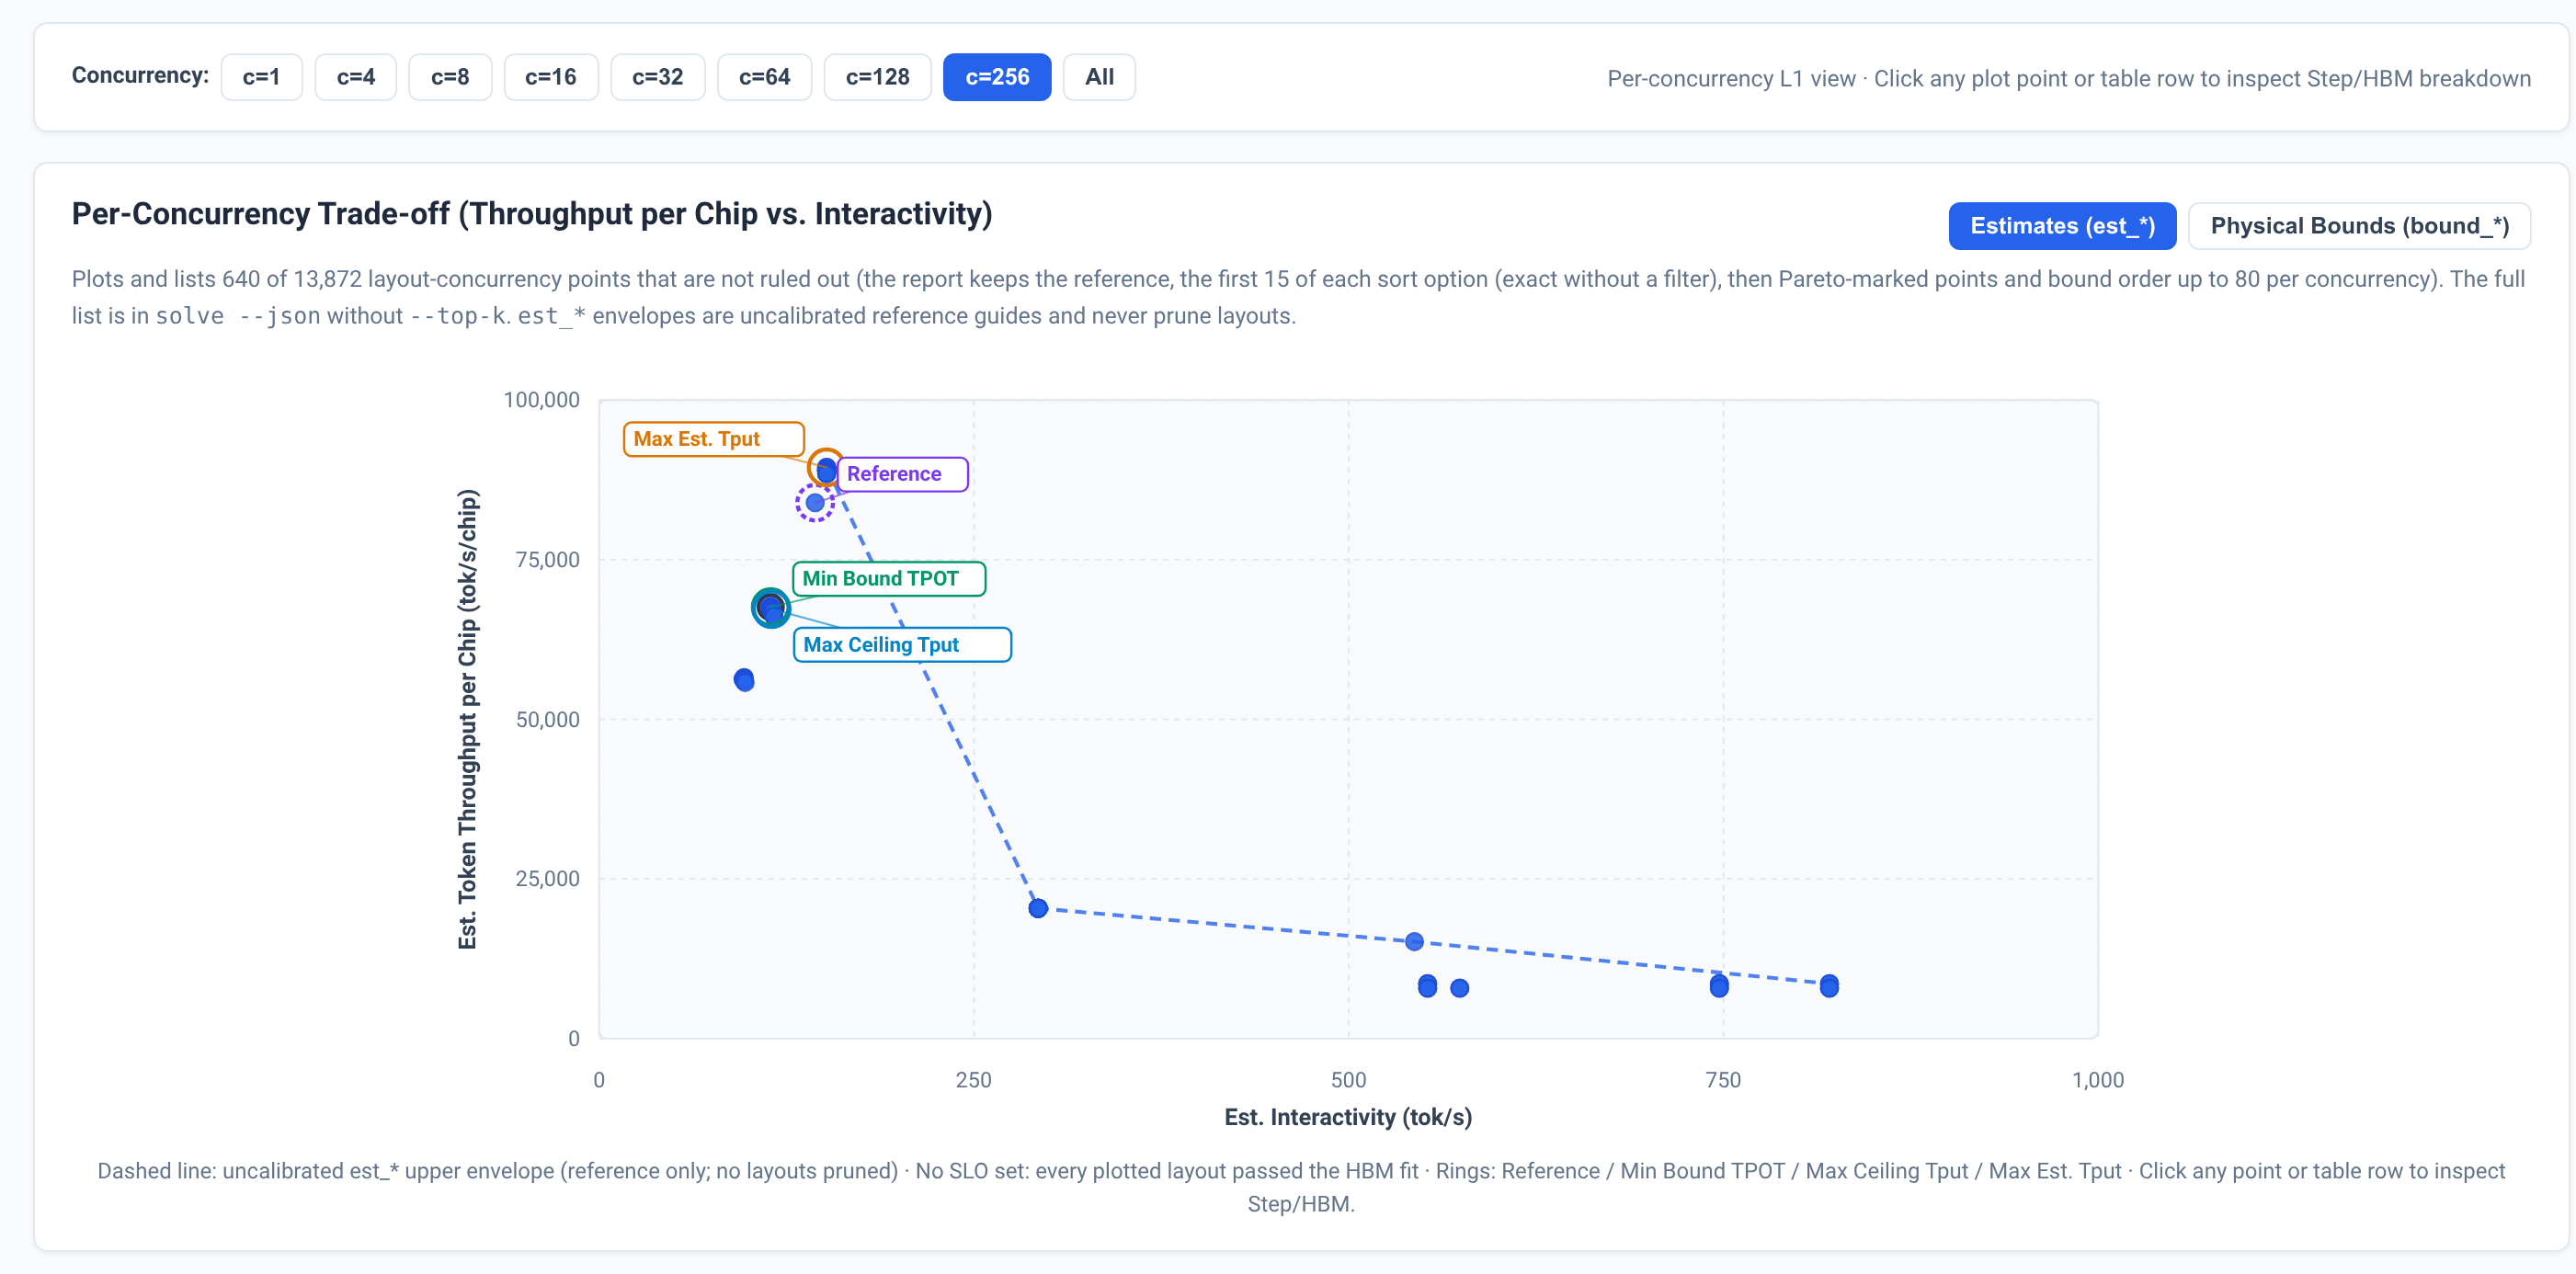 Concurrency: c=1 c=4 c=8 c=16 c=32 c=64 c=128 c=256 All
Per-concurrency L1 view · Click any plot point or table row to inspect Step/HBM breakdown
Per-Concurrency Trade-off (Throughput per Chip vs. Interactivity)
Estimates (est_*) Physical Bounds (bound_*)
Plots and lists 640 of 13,872 layout-concurrency points that are not ruled out (the report keeps the reference, the first 15 of each sort option (exact without a filter), then Pareto-marked points and bound order up to 80 per concurrency). The full
list is in solve --json without --top-k. est_* envelopes are uncalibrated reference guides and never prune layouts.
Est. Token Throughput per Chip (tok/s/chip)
100,000
75,000
50,000
25,000
0
Max Est. Tput
Reference
Min Bound TPOT
Max Ceiling Tput
0 250 500 750 1,000
Est. Interactivity (tok/s)
Dashed line: uncalibrated est_* upper envelope (reference only; no layouts pruned) · No SLO set: every plotted layout passed the HBM fit · Rings: Reference / Min Bound TPOT / Max Ceiling Tput / Max Est. Tput · Click any point or table row to inspect
Step/HBM.